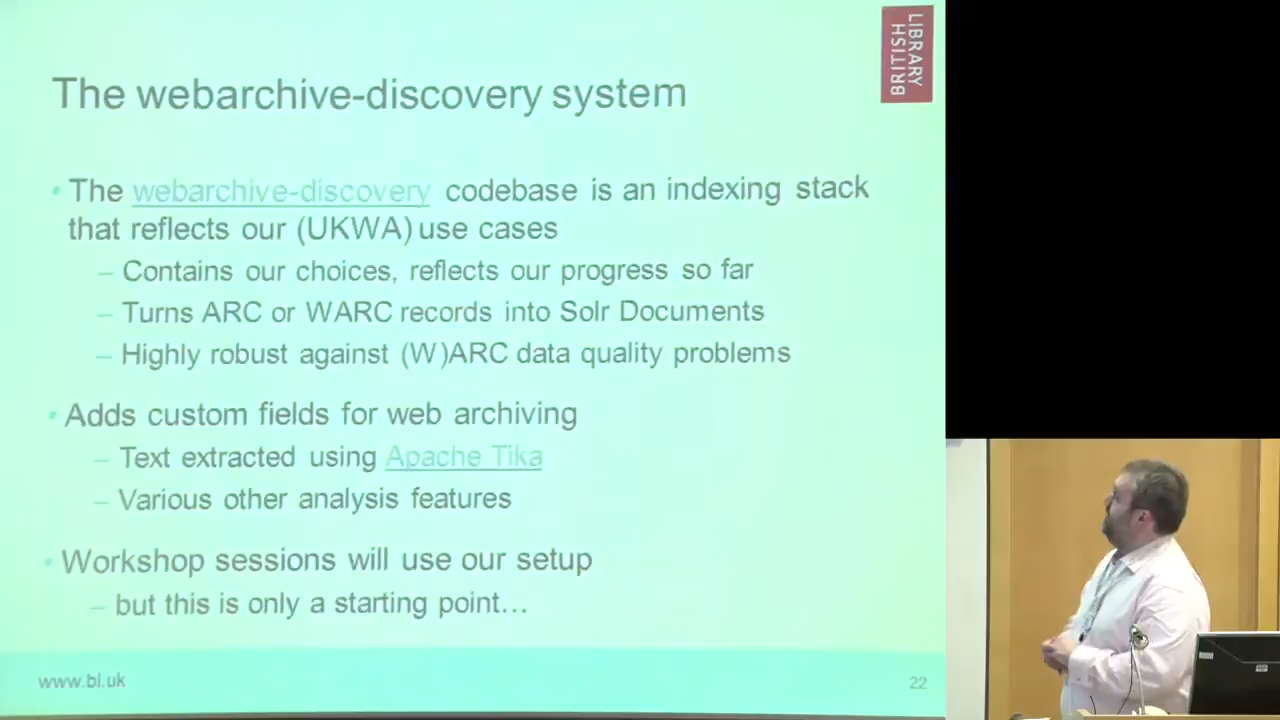 The webarchive-discovery system
LIBRARY
BRITISH
• The webarchive-discovery codebase is an indexing stack
that reflects our (UKWA) use cases
– Contains our choices, reflects our progress so far
– Turns ARC or WARC records into Solr Documents
– Highly robust against (W)ARC data quality problems
• Adds custom fields for web archiving
– Text extracted using Apache Tika
– Various other analysis features
• Workshop sessions will use our setup
– but this is only a starting point…
www.bl.uk
22